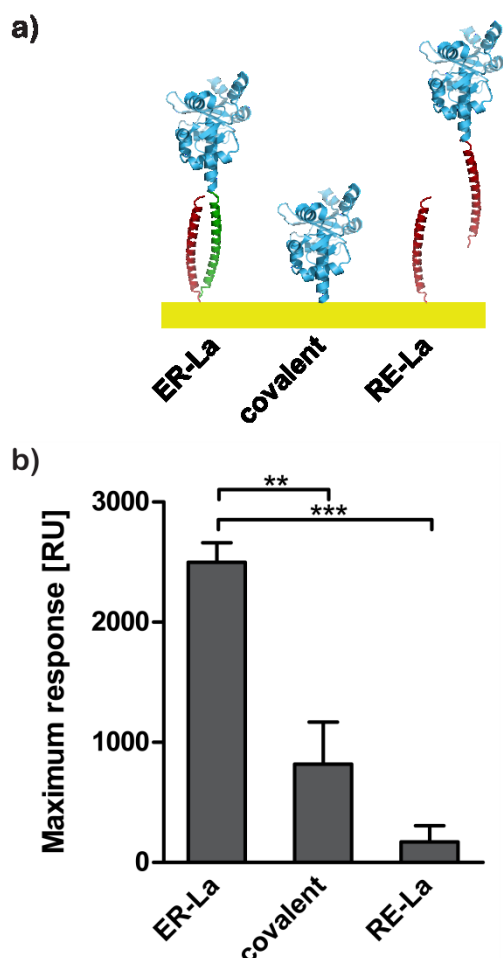 a)
ER-La
covalent
RE-La
b)
**
***
Maximum response [RU]
3000
2000
1000
0
ER-La
covalent
RE-La